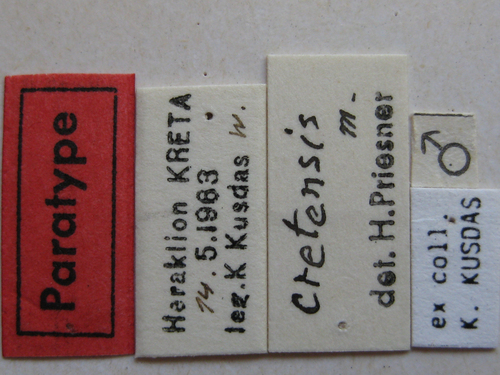 Paratype
Heraklion KRETA
14.5.1963
leg.K Kusdas W.
cretensis
m.
det. H.Priesner
♂
ex coll.
K. KUSDAS